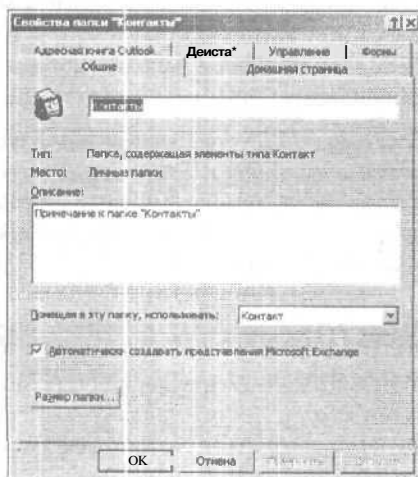 Свойства папки "Контакты"
Адресная книга Outlook Деиста* Управление Формы
Общие Домашняя страница
Контакты
Тип: Папка, содержащая элементы типа Контакт
Место: Личные папки
Описание:
Примечание к папке "Контакты"
Помещая в эту папку, использовать: Контакт
Автоматически создавать представления Microsoft Exchange
Размер папки...
ОК Отмена